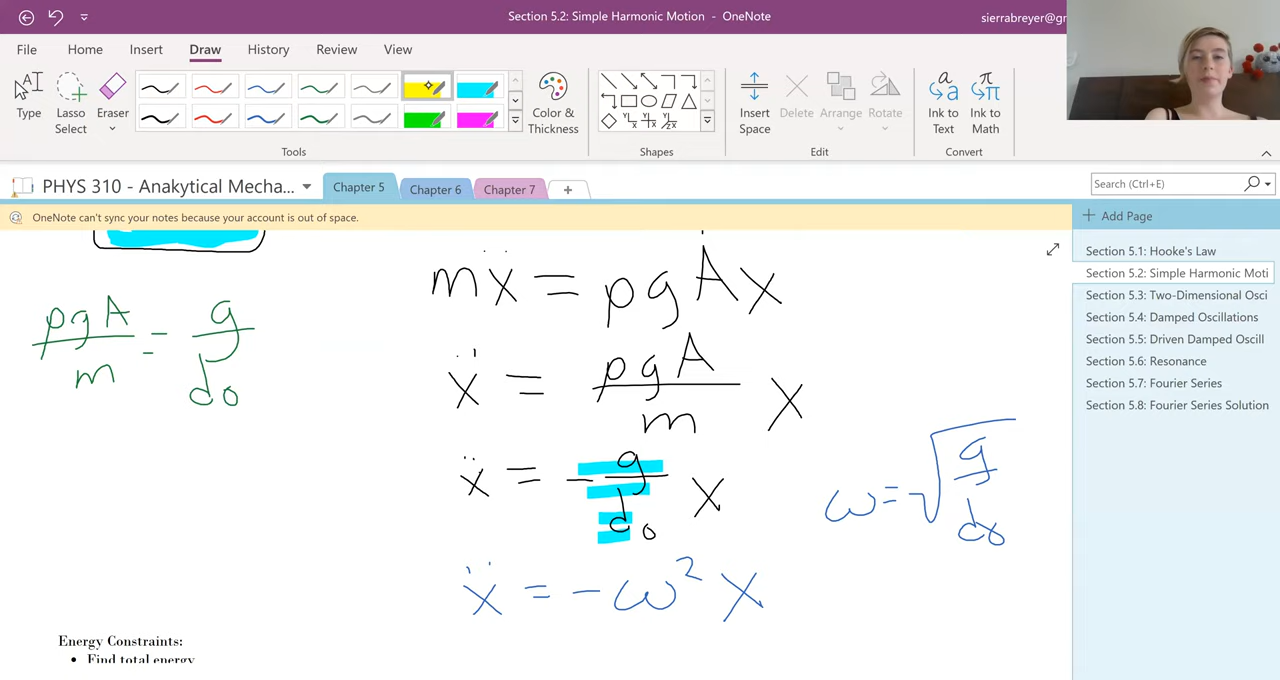 Section 5.2: Simple Harmonic Motion - OneNote
sierrabreyer@gr
File Home Insert Draw History Review View
Type
Lasso Select
Eraser
Color & Thickness
Insert Space
Delete
Arrange
Rotate
Ink to Text
Ink to Math
Tools
Shapes
Edit
Convert
PHYS 310 - Anakytical Mecha...
Chapter 5
Chapter 6
Chapter 7
Search (Ctrl+E)
OneNote can't sync your notes because your account is out of space.
Add Page
Section 5.1: Hooke's Law
Section 5.2: Simple Harmonic Moti
Section 5.3: Two-Dimensional Osci
Section 5.4: Damped Oscillations
Section 5.5: Driven Damped Oscill
Section 5.6: Resonance
Section 5.7: Fourier Series
Section 5.8: Fourier Series Solution
mẍ = ρgAx
ρgA/m = g/d₀
ẍ = ρgA/m x
ẍ = -g/d₀ x
ω = √(g/d₀)
ẍ = -ω² x
Energy Constraints:
• Find total energy